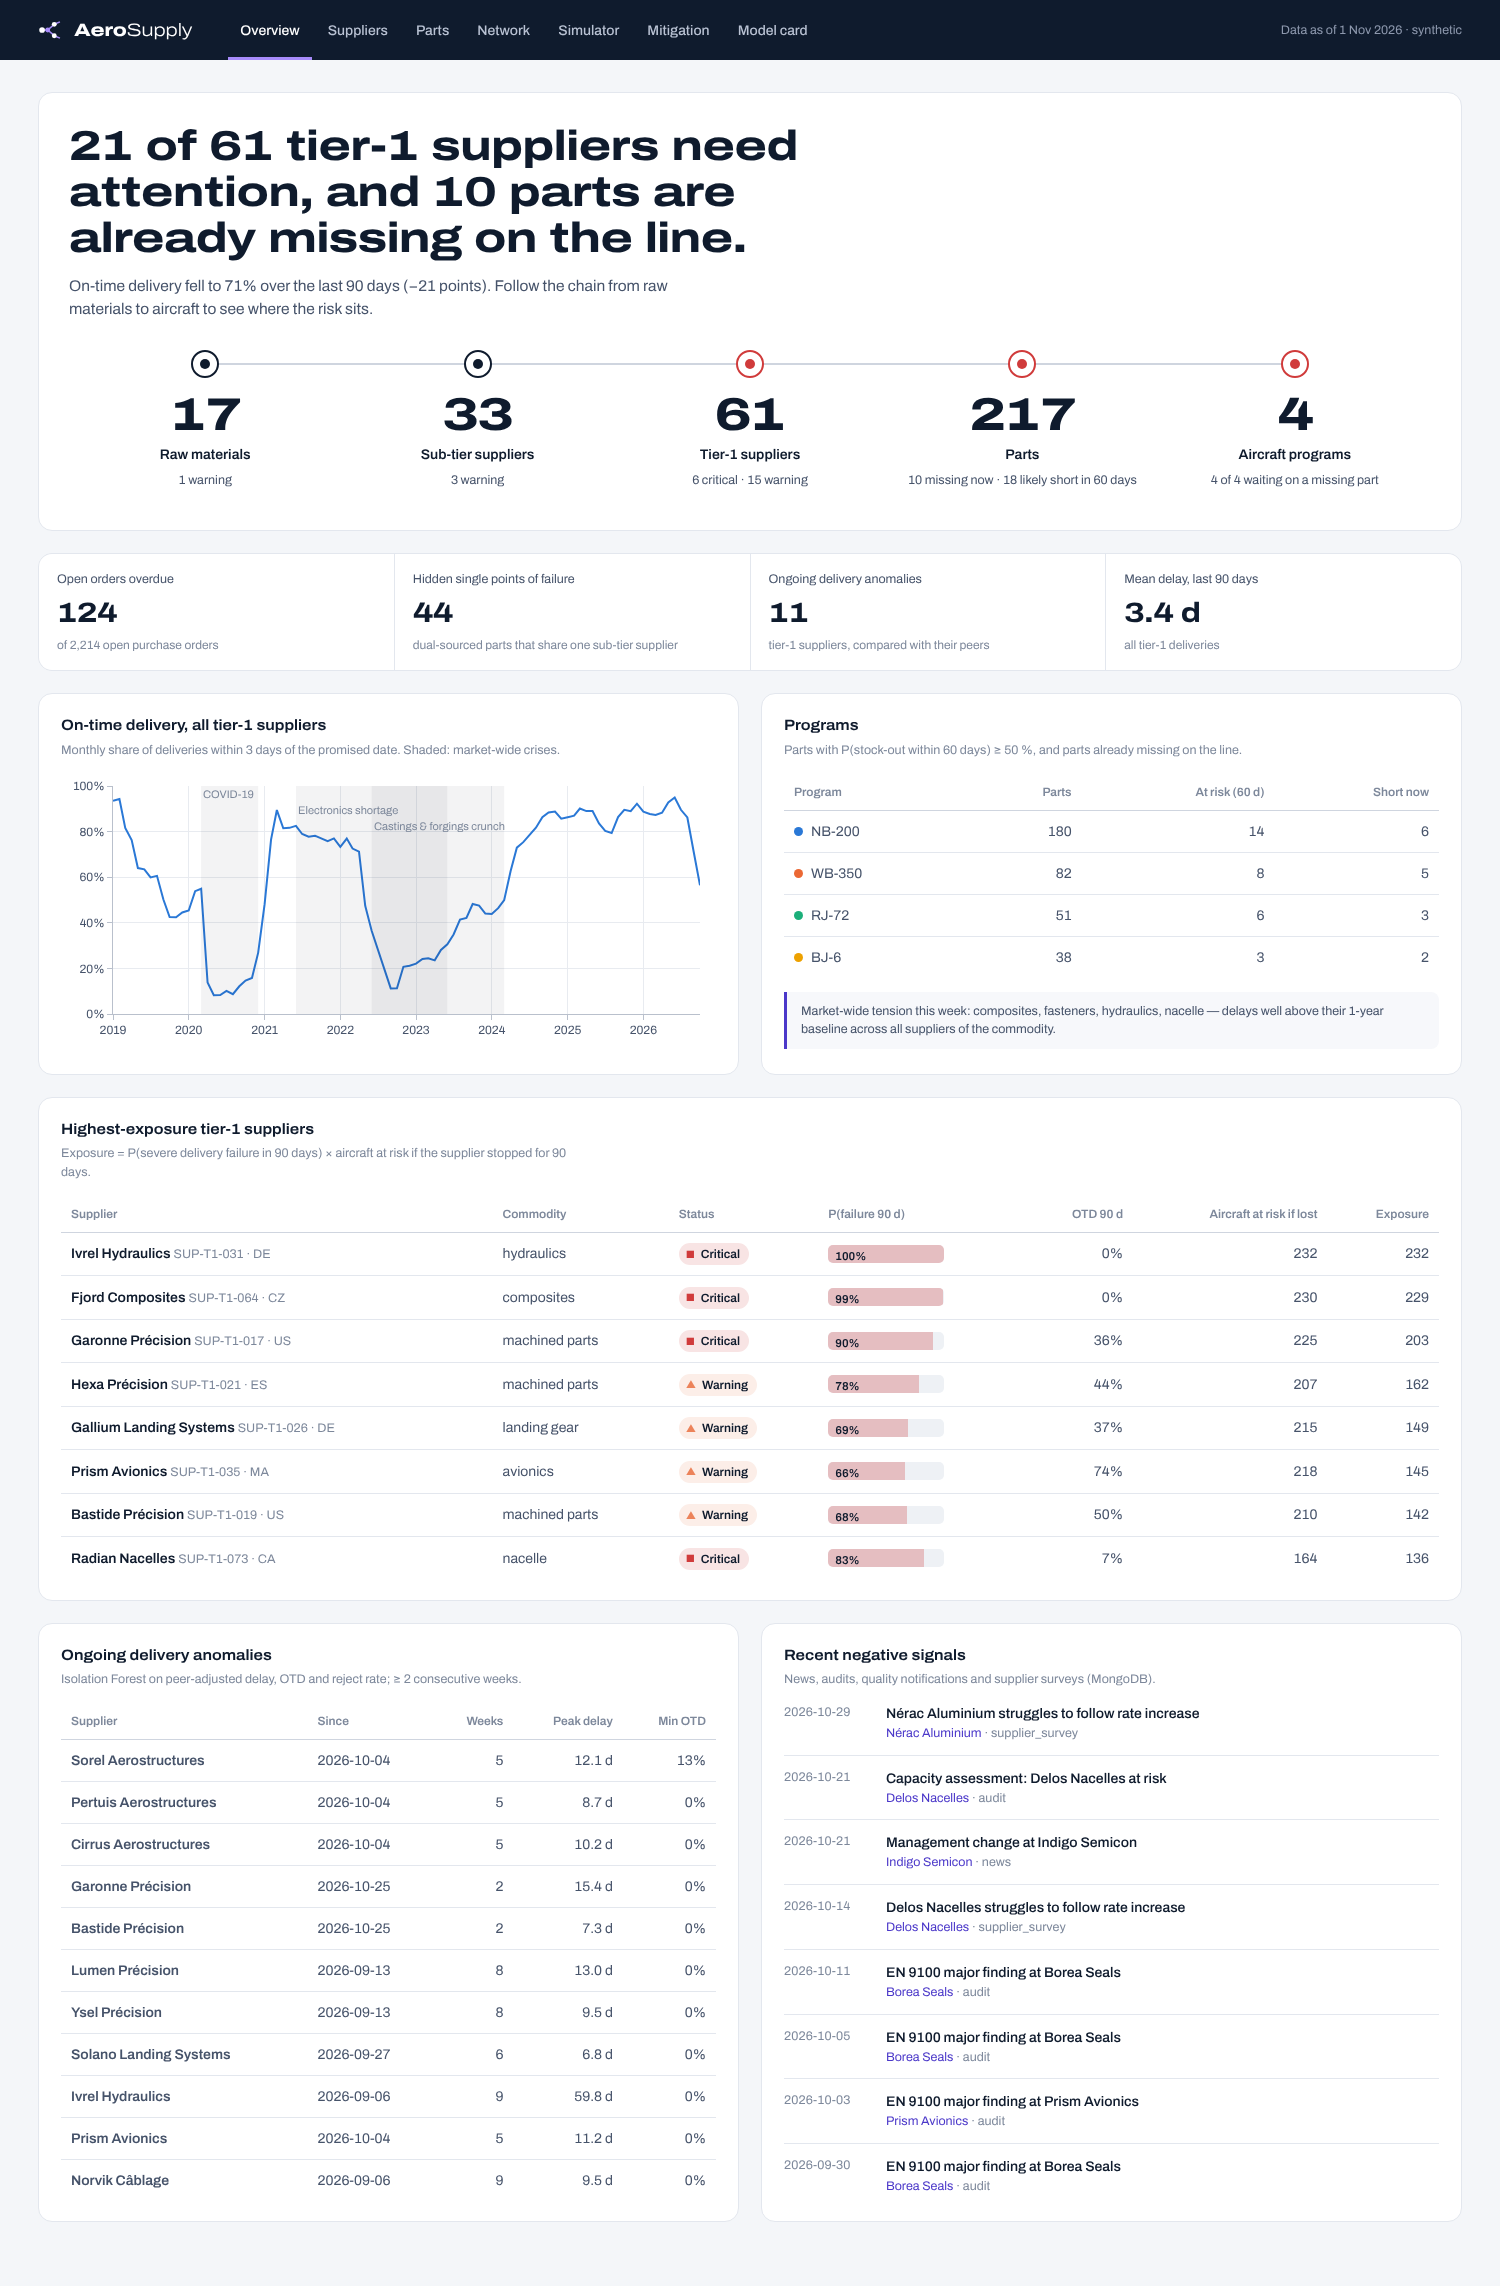 AeroSupply
Overview Suppliers Parts Network Simulator Mitigation Model card
Data as of 1 Nov 2026 · synthetic
21 of 61 tier-1 suppliers need
attention, and 10 parts are
already missing on the line.
On-time delivery fell to 71% over the last 90 days (−21 points). Follow the chain from raw
materials to aircraft to see where the risk sits.
17 33 61 217 4
Raw materials Sub-tier suppliers Tier-1 suppliers Parts Aircraft programs
1 warning 3 warning 6 critical · 15 warning 10 missing now · 18 likely short in 60 days 4 of 4 waiting on a missing part
Open orders overdue
124
of 2,214 open purchase orders
Hidden single points of failure
44
dual-sourced parts that share one sub-tier supplier
Ongoing delivery anomalies
11
tier-1 suppliers, compared with their peers
Mean delay, last 90 days
3.4 d
all tier-1 deliveries
On-time delivery, all tier-1 suppliers
Monthly share of deliveries within 3 days of the promised date. Shaded: market-wide crises.
100%
80%
60%
40%
20%
0%
COVID-19
Electronics shortage
Castings & forgings crunch
2019 2020 2021 2022 2023 2024 2025 2026
Programs
Parts with P(stock-out within 60 days) ≥ 50 %, and parts already missing on the line.
Program Parts At risk (60 d) Short now
NB-200 180 14 6
WB-350 82 8 5
RJ-72 51 6 3
BJ-6 38 3 2
Market-wide tension this week: composites, fasteners, hydraulics, nacelle — delays well above their 1-year
baseline across all suppliers of the commodity.
Highest-exposure tier-1 suppliers
Exposure = P(severe delivery failure in 90 days) × aircraft at risk if the supplier stopped for 90
days.
Supplier Commodity Status P(failure 90 d) OTD 90 d Aircraft at risk if lost Exposure
Ivrel Hydraulics SUP-T1-031 · DE hydraulics Critical 100% 0% 232 232
Fjord Composites SUP-T1-064 · CZ composites Critical 99% 0% 230 229
Garonne Précision SUP-T1-017 · US machined parts Critical 90% 36% 225 203
Hexa Précision SUP-T1-021 · ES machined parts Warning 78% 44% 207 162
Gallium Landing Systems SUP-T1-026 · DE landing gear Warning 69% 37% 215 149
Prism Avionics SUP-T1-035 · MA avionics Warning 66% 74% 218 145
Bastide Précision SUP-T1-019 · US machined parts Warning 68% 50% 210 142
Radian Nacelles SUP-T1-073 · CA nacelle Critical 83% 7% 164 136
Ongoing delivery anomalies
Isolation Forest on peer-adjusted delay, OTD and reject rate; ≥ 2 consecutive weeks.
Supplier Since Weeks Peak delay Min OTD
Sorel Aerostructures 2026-10-04 5 12.1 d 13%
Pertuis Aerostructures 2026-10-04 5 8.7 d 0%
Cirrus Aerostructures 2026-10-04 5 10.2 d 0%
Garonne Précision 2026-10-25 2 15.4 d 0%
Bastide Précision 2026-10-25 2 7.3 d 0%
Lumen Précision 2026-09-13 8 13.0 d 0%
Ysel Précision 2026-09-13 8 9.5 d 0%
Solano Landing Systems 2026-09-27 6 6.8 d 0%
Ivrel Hydraulics 2026-09-06 9 59.8 d 0%
Prism Avionics 2026-10-04 5 11.2 d 0%
Norvik Câblage 2026-09-06 9 9.5 d 0%
Recent negative signals
News, audits, quality notifications and supplier surveys (MongoDB).
2026-10-29 Nérac Aluminium struggles to follow rate increase
Nérac Aluminium · supplier_survey
2026-10-21 Capacity assessment: Delos Nacelles at risk
Delos Nacelles · audit
2026-10-21 Management change at Indigo Semicon
Indigo Semicon · news
2026-10-14 Delos Nacelles struggles to follow rate increase
Delos Nacelles · supplier_survey
2026-10-11 EN 9100 major finding at Borea Seals
Borea Seals · audit
2026-10-05 EN 9100 major finding at Borea Seals
Borea Seals · audit
2026-10-03 EN 9100 major finding at Prism Avionics
Prism Avionics · audit
2026-09-30 EN 9100 major finding at Borea Seals
Borea Seals · audit